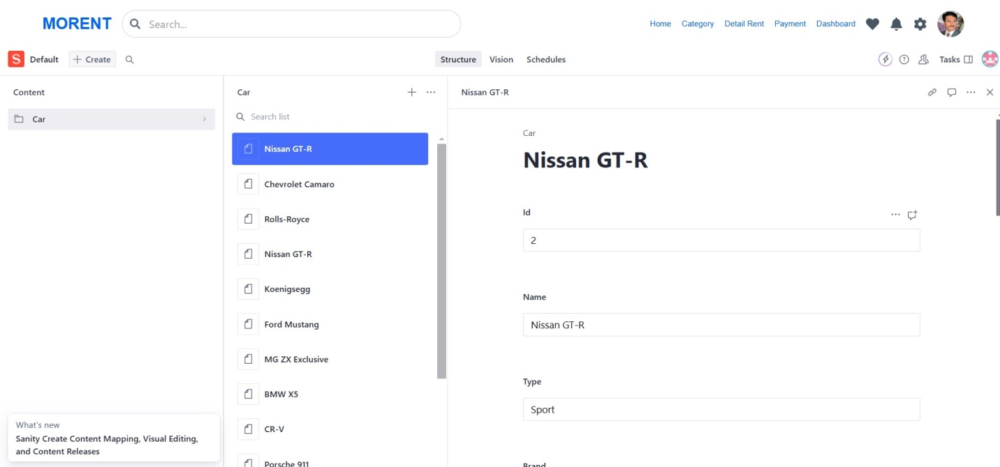 MORENT
Search...
Home Category Detail Rent Payment Dashboard
S Default + Create
Structure Vision Schedules
Tasks
Content
Car
Car
Search list
Nissan GT-R
Chevrolet Camaro
Rolls-Royce
Nissan GT-R
Koenigsegg
Ford Mustang
MG ZX Exclusive
BMW X5
CR-V
Porsche 911
What's new
Sanity Create Content Mapping, Visual Editing,
and Content Releases
Nissan GT-R
Car
Nissan GT-R
Id
2
Name
Nissan GT-R
Type
Sport
Brand